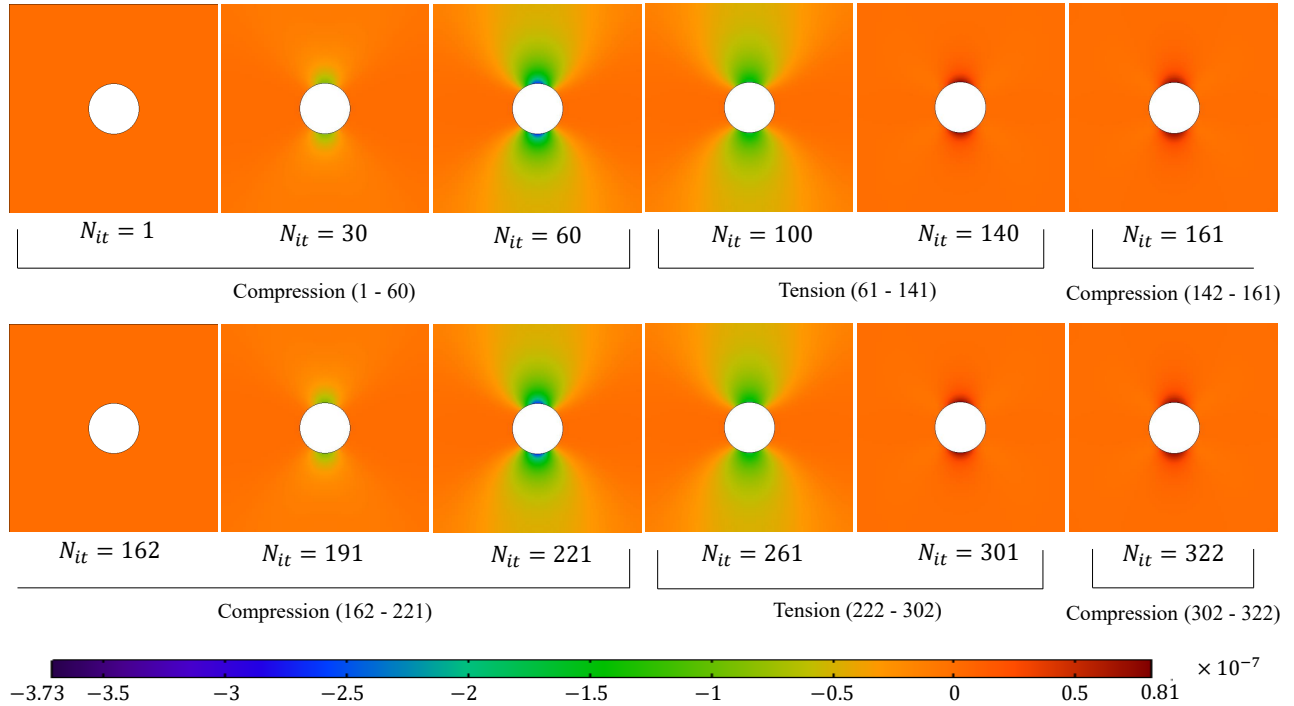 N_it = 1 N_it = 30 N_it = 60 N_it = 100 N_it = 140 N_it = 161
Compression (1 - 60) Tension (61 - 141) Compression (142 - 161)
N_it = 162 N_it = 191 N_it = 221 N_it = 261 N_it = 301 N_it = 322
Compression (162 - 221) Tension (222 - 302) Compression (302 - 322)
× 10⁻⁷
−3.73 −3.5 −3 −2.5 −2 −1.5 −1 −0.5 0 0.5 0.81